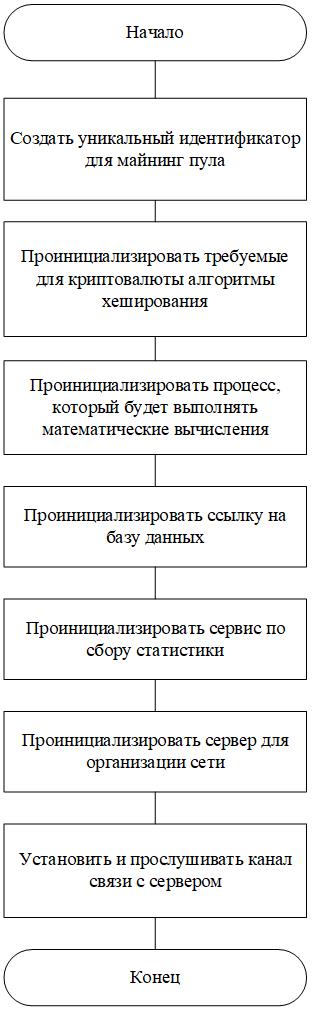 Начало
Создать уникальный идентификатор
для майнинг пула
Проинициализировать требуемые
для криптовалюты алгоритмы
хеширования
Проинициализировать процесс,
который будет выполнять
математические вычисления
Проинициализировать ссылку на
базу данных
Проинициализировать сервис по
сбору статистики
Проинициализировать сервер для
организации сети
Установить и прослушивать канал
связи с сервером
Конец